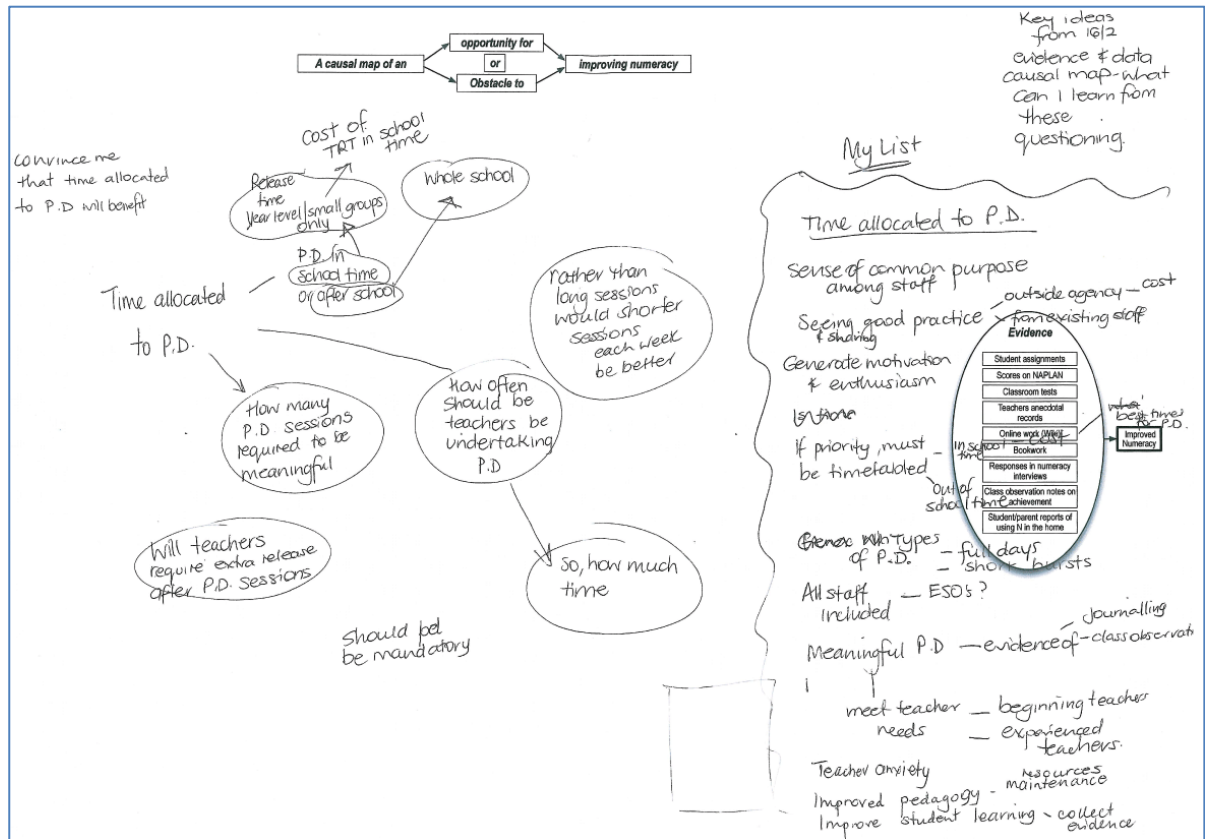 Key ideas
from 16/2
evidence & data
causal map - what
can I learn from
these
questioning.
opportunity for
A causal map of an
or
improving numeracy
Obstacle to
convince me
that time allocated
to P.D will benefit
Cost of
TRT in school
time
Release
time
Year level/small groups
only
Whole school
P.D. in
school time
or after school
Time allocated
to P.D.
rather than
long sessions
would shorter
sessions
each week
be better
How many
P.D. sessions
required to be
meaningful
How often
should be
teachers be
undertaking
P.D
Will teachers
require extra release
after P.D. Sessions
So, how much
time
Should
be mandatory
My List
Time allocated to P.D.
Sense of common purpose
among staff
Seeing good practice
& sharing
outside agency - cost
from existing staff
Generate motivation
& enthusiasm
If priority, must
be timetabled
in school
time
cost
out of
school time
best time
for P.D.
Evidence
Student assignments
Scores on NAPLAN
Classroom tests
Teachers anecdotal
records
Online work
Bookwork
Responses in numeracy
interviews
Class observation notes on
achievement
Student/parent reports of
using N in the home
Improved
Numeracy
Types
of P.D.
- full days
- short bursts
All staff
included
- ESO's?
Meaningful P.D - evidence of
journalling
- class observati
meet teacher
needs
- beginning teachers
- experienced
teachers.
Teacher anxiety
Improved pedagogy - resources
maintenance
Improve student learning - collect
evidence